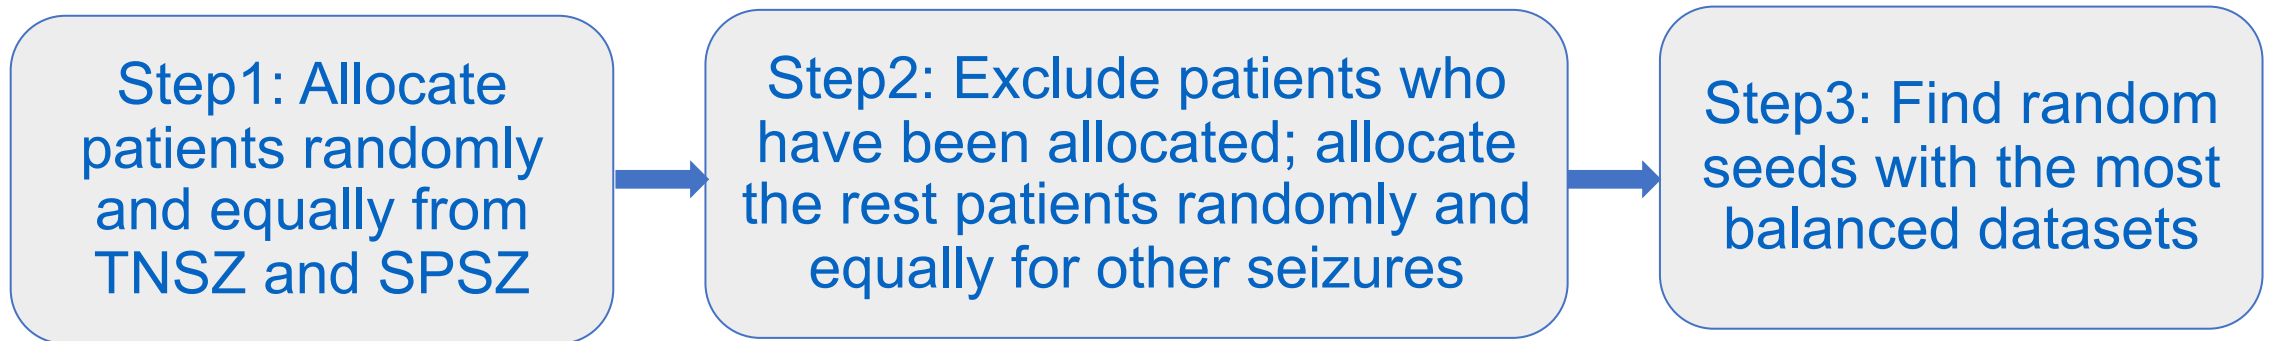 Step1: Allocate
patients randomly
and equally from
TNSZ and SPSZ
Step2: Exclude patients who
have been allocated; allocate
the rest patients randomly and
equally for other seizures
Step3: Find random
seeds with the most
balanced datasets